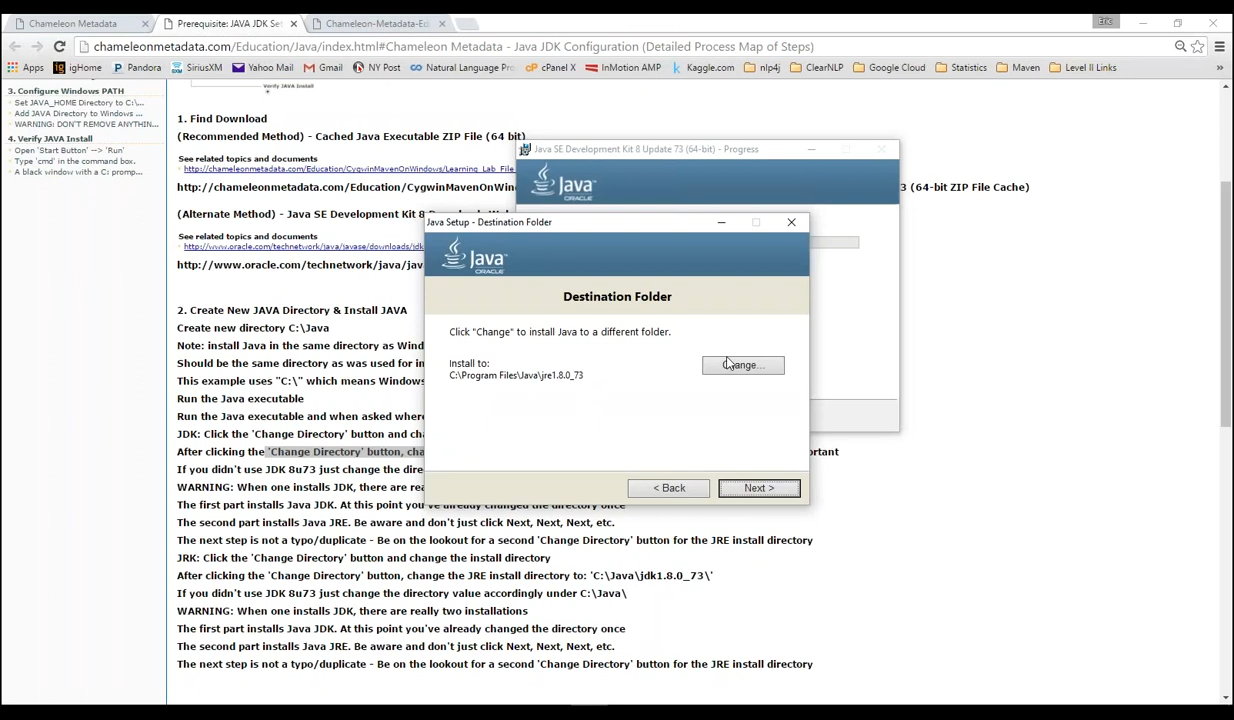 Chameleon Metadata
Prerequisite: JAVA JDK Set
Chameleon-Metadata-Ed
Eric
chameleonmetadata.com/Education/Java/index.html#Chameleon Metadata - Java JDK Configuration (Detailed Process Map of Steps)
Apps
igHome
Pandora
SiriusXM
Yahoo Mail
Gmail
NY Post
Natural Language Pro
cPanel X
InMotion AMP
Kaggle.com
nlp4j
ClearNLP
Google Cloud
Statistics
Maven
Level II Links
»
3. Configure Windows PATH
Set JAVA_HOME Directory to C:\...
Add JAVA Directory to Windows ...
WARNING: DON'T REMOVE ANYTHIN...
4. Verify JAVA Install
Open 'Start Button' --> 'Run'
Type 'cmd' in the command box.
A black window with a C: promp...
Verify JAVA Install
1. Find Download
(Recommended Method) - Cached Java Executable ZIP File (64 bit)
See related topics and documents
http://chameleonmetadata.com/Education/CygwinMavenOnWindows/Learning_Lab_File
http://chameleonmetadata.com/Education/CygwinMavenOnWin
3 (64-bit ZIP File Cache)
(Alternate Method) - Java SE Development Kit 8
See related topics and documents
http://www.oracle.com/technetwork/java/javase/downloads/jdk
http://www.oracle.com/technetwork/java/jav
2. Create New JAVA Directory & Install JAVA
Create new directory C:\Java
Note: install Java in the same directory as Wind
Should be the same directory as was used for in
This example uses "C:\" which means Windows
Run the Java executable
Run the Java executable and when asked where
JDK: Click the 'Change Directory' button and ch
After clicking the 'Change Directory' button, cha
ortant
If you didn't use JDK 8u73 just change the dire
WARNING: When one installs JDK, there are rea
The first part installs Java JDK. At this point you've already changed the directory once
The second part installs Java JRE. Be aware and don't just click Next, Next, Next, etc.
The next step is not a typo/duplicate - Be on the lookout for a second 'Change Directory' button for the JRE install directory
JRK: Click the 'Change Directory' button and change the install directory
After clicking the 'Change Directory' button, change the JRE install directory to: 'C:\Java\jdk1.8.0_73\'
If you didn't use JDK 8u73 just change the directory value accordingly under C:\Java\
WARNING: When one installs JDK, there are really two installations
The first part installs Java JDK. At this point you've already changed the directory once
The second part installs Java JRE. Be aware and don't just click Next, Next, Next, etc.
The next step is not a typo/duplicate - Be on the lookout for a second 'Change Directory' button for the JRE install directory
Java SE Development Kit 8 Update 73 (64-bit) - Progress
Java
ORACLE
Java Setup - Destination Folder
Java
ORACLE
Destination Folder
Click "Change" to install Java to a different folder.
Install to:
C:\Program Files\Java\jre1.8.0_73
Change...
< Back
Next >